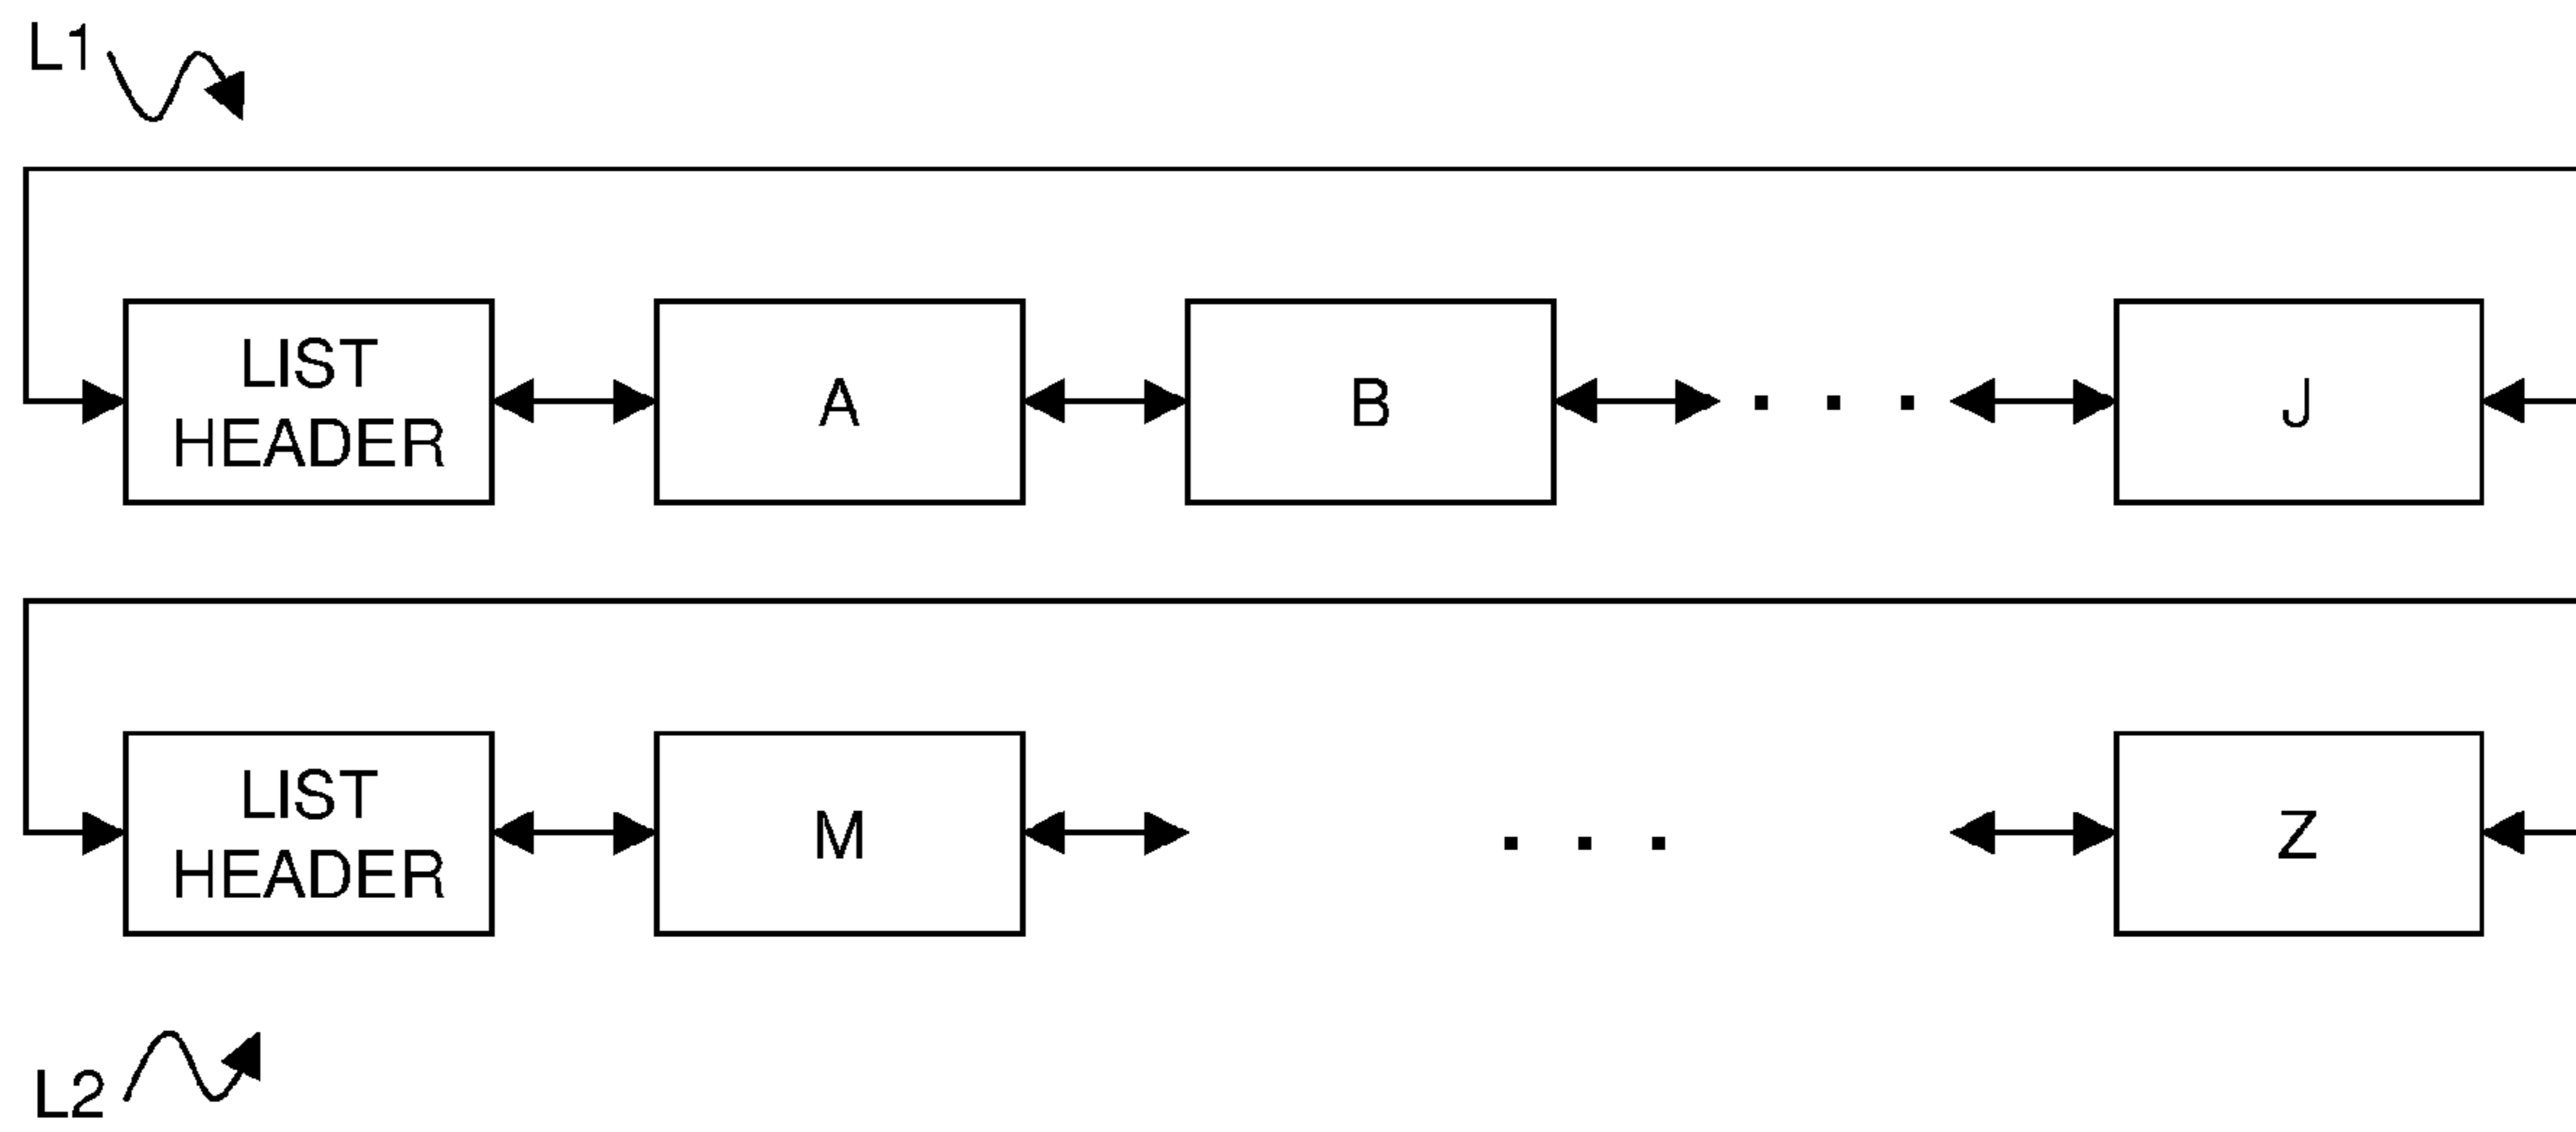 L1
LIST
HEADER
A
B
. . .
J
LIST
HEADER
M
. . .
Z
L2